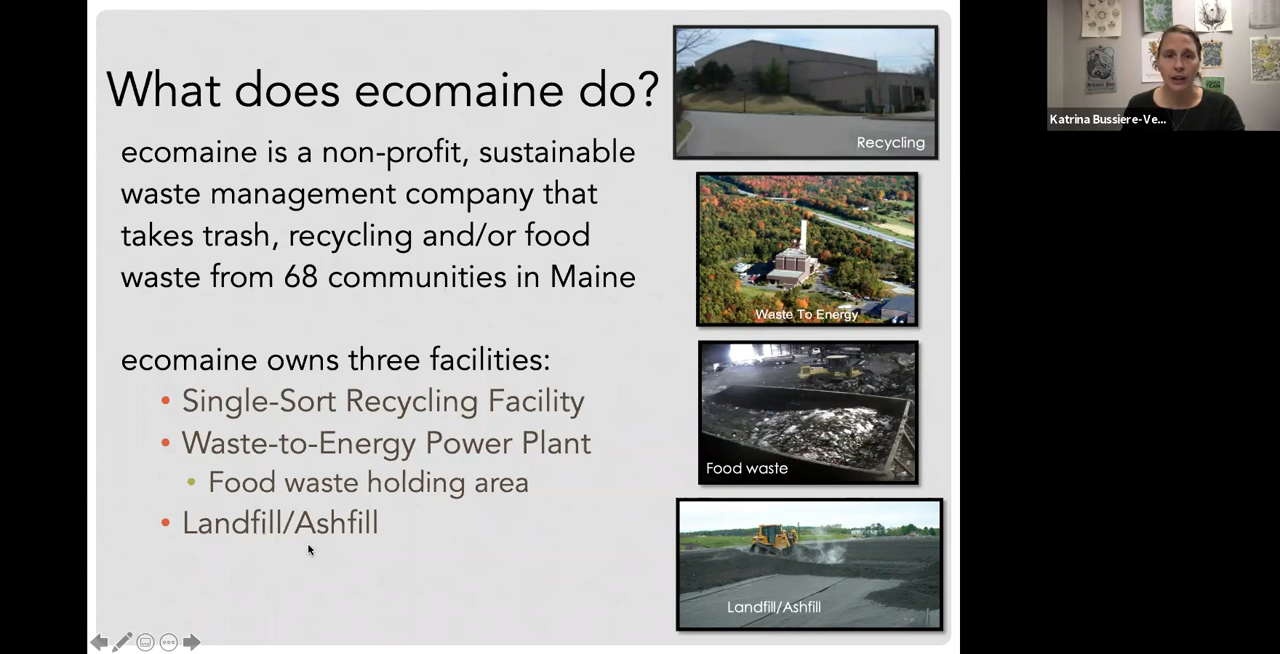 What does ecomaine do?
ecomaine is a non-profit, sustainable
waste management company that
takes trash, recycling and/or food
waste from 68 communities in Maine
ecomaine owns three facilities:
• Single-Sort Recycling Facility
• Waste-to-Energy Power Plant
• Food waste holding area
• Landfill/Ashfill
Recycling
Waste To Energy
Food waste
Landfill/Ashfill
Katrina Bussiere-Ve...